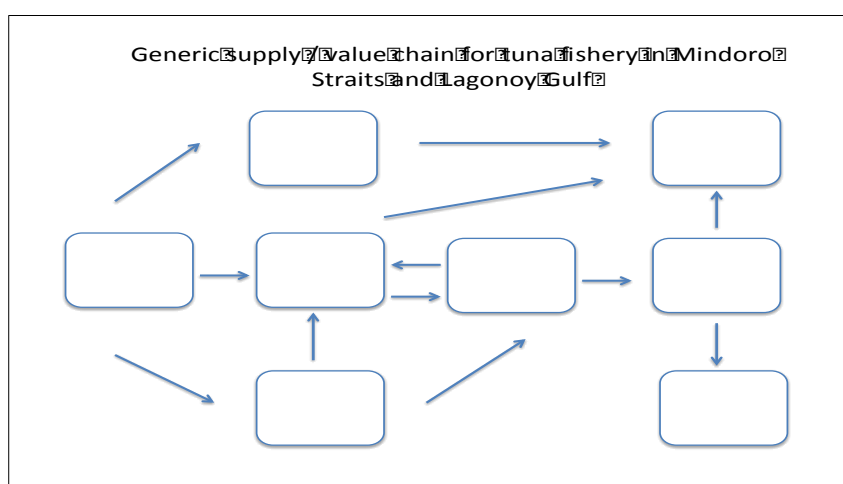 Generic supply / value chain for tuna fishery in Mindoro
Straits and Lagonoy Gulf